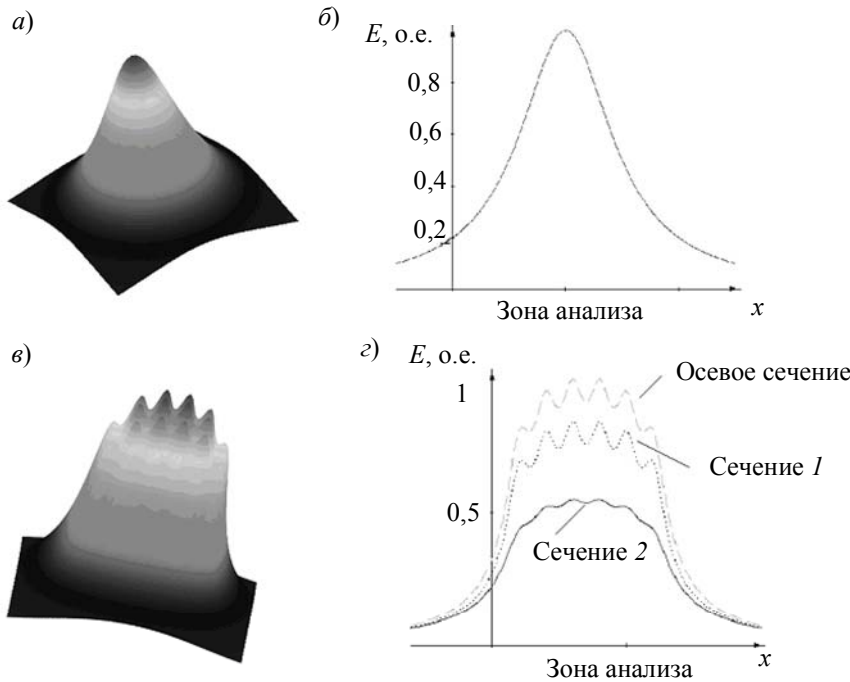 а)
б)
E, о.е.
0,8
0,6
0,4
0,2
Зона анализа
x
в)
г)
E, о.е.
1
0,5
Осевое сечение
Сечение 1
Сечение 2
Зона анализа
x